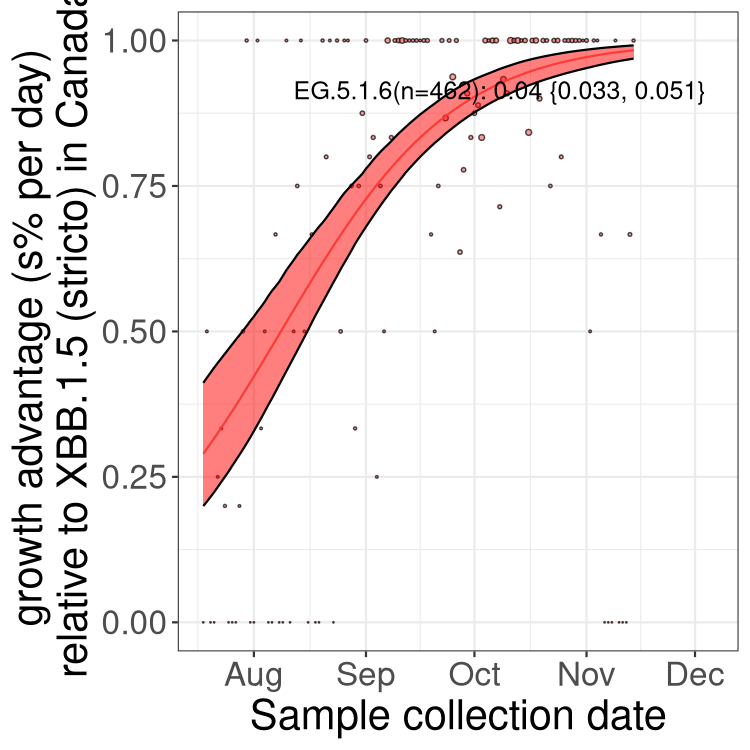 growth advantage (s% per day)
relative to XBB.1.5 (stricto) in Canada
1.00
0.75
0.50
0.25
0.00
EG.5.1.6(n=462): 0.04 {0.033, 0.051}
Aug Sep Oct Nov Dec
Sample collection date